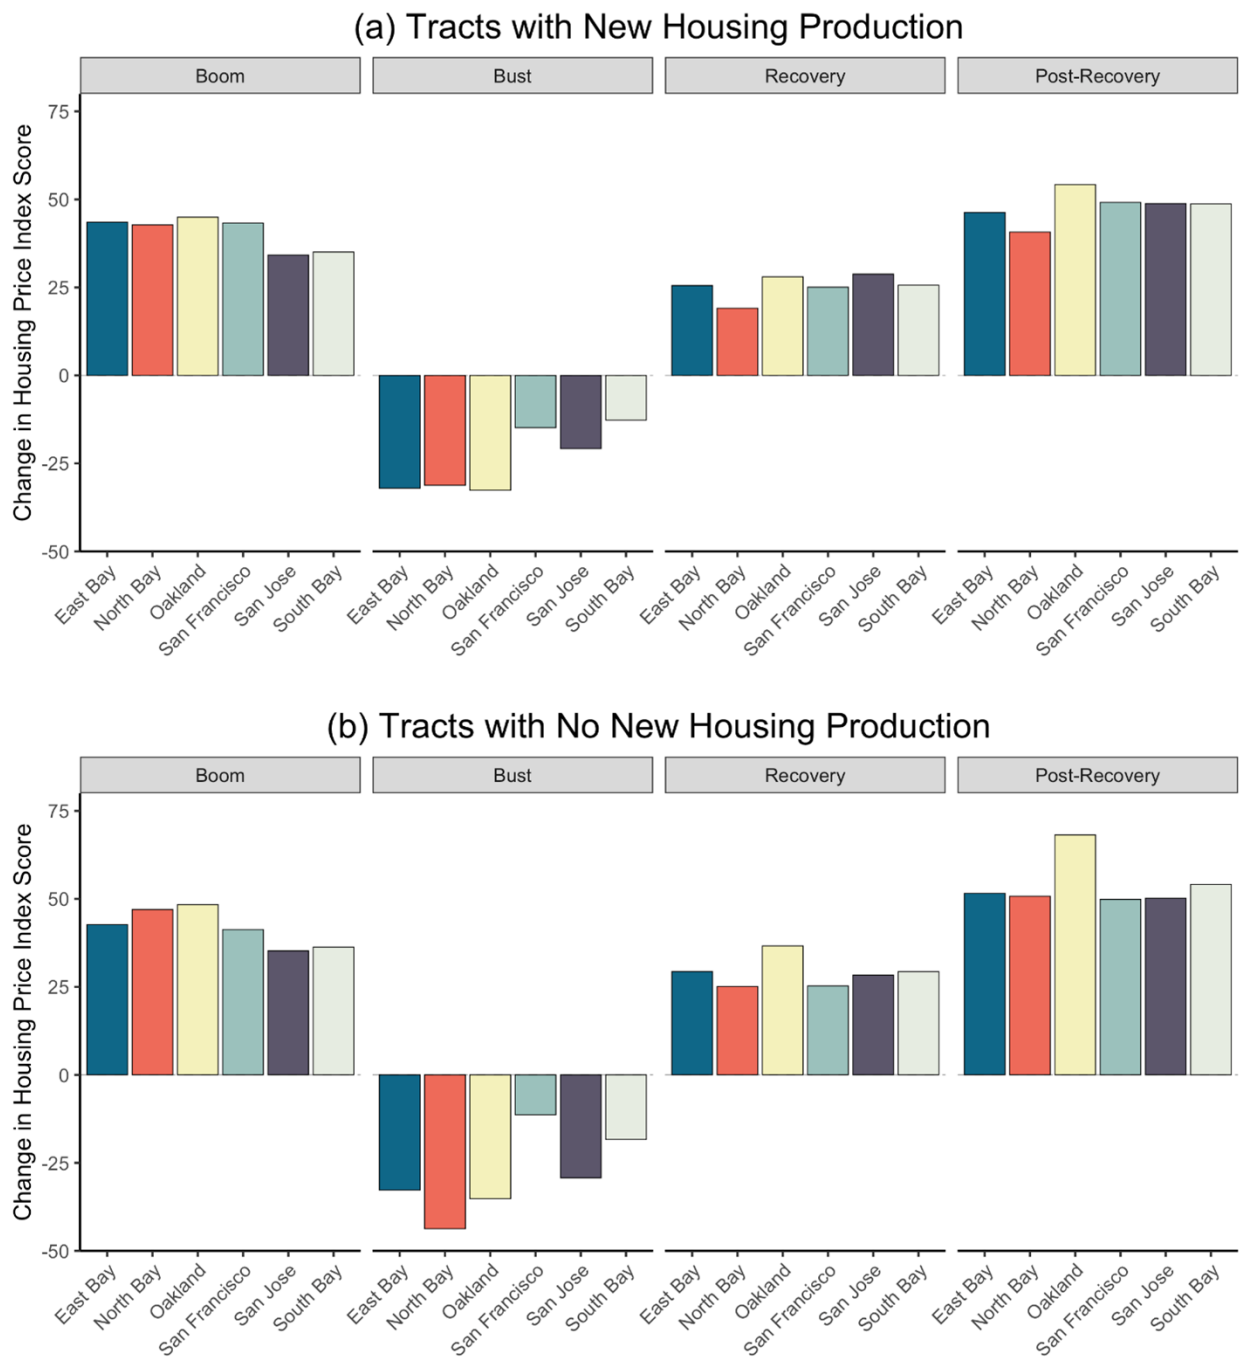 (a) Tracts with New Housing Production
Boom
Bust
Recovery
Post-Recovery
Change in Housing Price Index Score
75
50
25
0
-25
-50
East Bay
North Bay
Oakland
San Francisco
San Jose
South Bay
East Bay
North Bay
Oakland
San Francisco
San Jose
South Bay
East Bay
North Bay
Oakland
San Francisco
San Jose
South Bay
East Bay
North Bay
Oakland
San Francisco
San Jose
South Bay
(b) Tracts with No New Housing Production
Boom
Bust
Recovery
Post-Recovery
Change in Housing Price Index Score
75
50
25
0
-25
-50
East Bay
North Bay
Oakland
San Francisco
San Jose
South Bay
East Bay
North Bay
Oakland
San Francisco
San Jose
South Bay
East Bay
North Bay
Oakland
San Francisco
San Jose
South Bay
East Bay
North Bay
Oakland
San Francisco
San Jose
South Bay